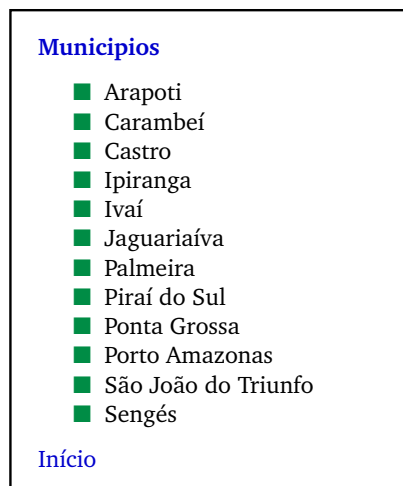 Municipios
Arapoti
Carambeí
Castro
Ipiranga
Ivaí
Jaguariaíva
Palmeira
Piraí do Sul
Ponta Grossa
Porto Amazonas
São João do Triunfo
Sengés
Início